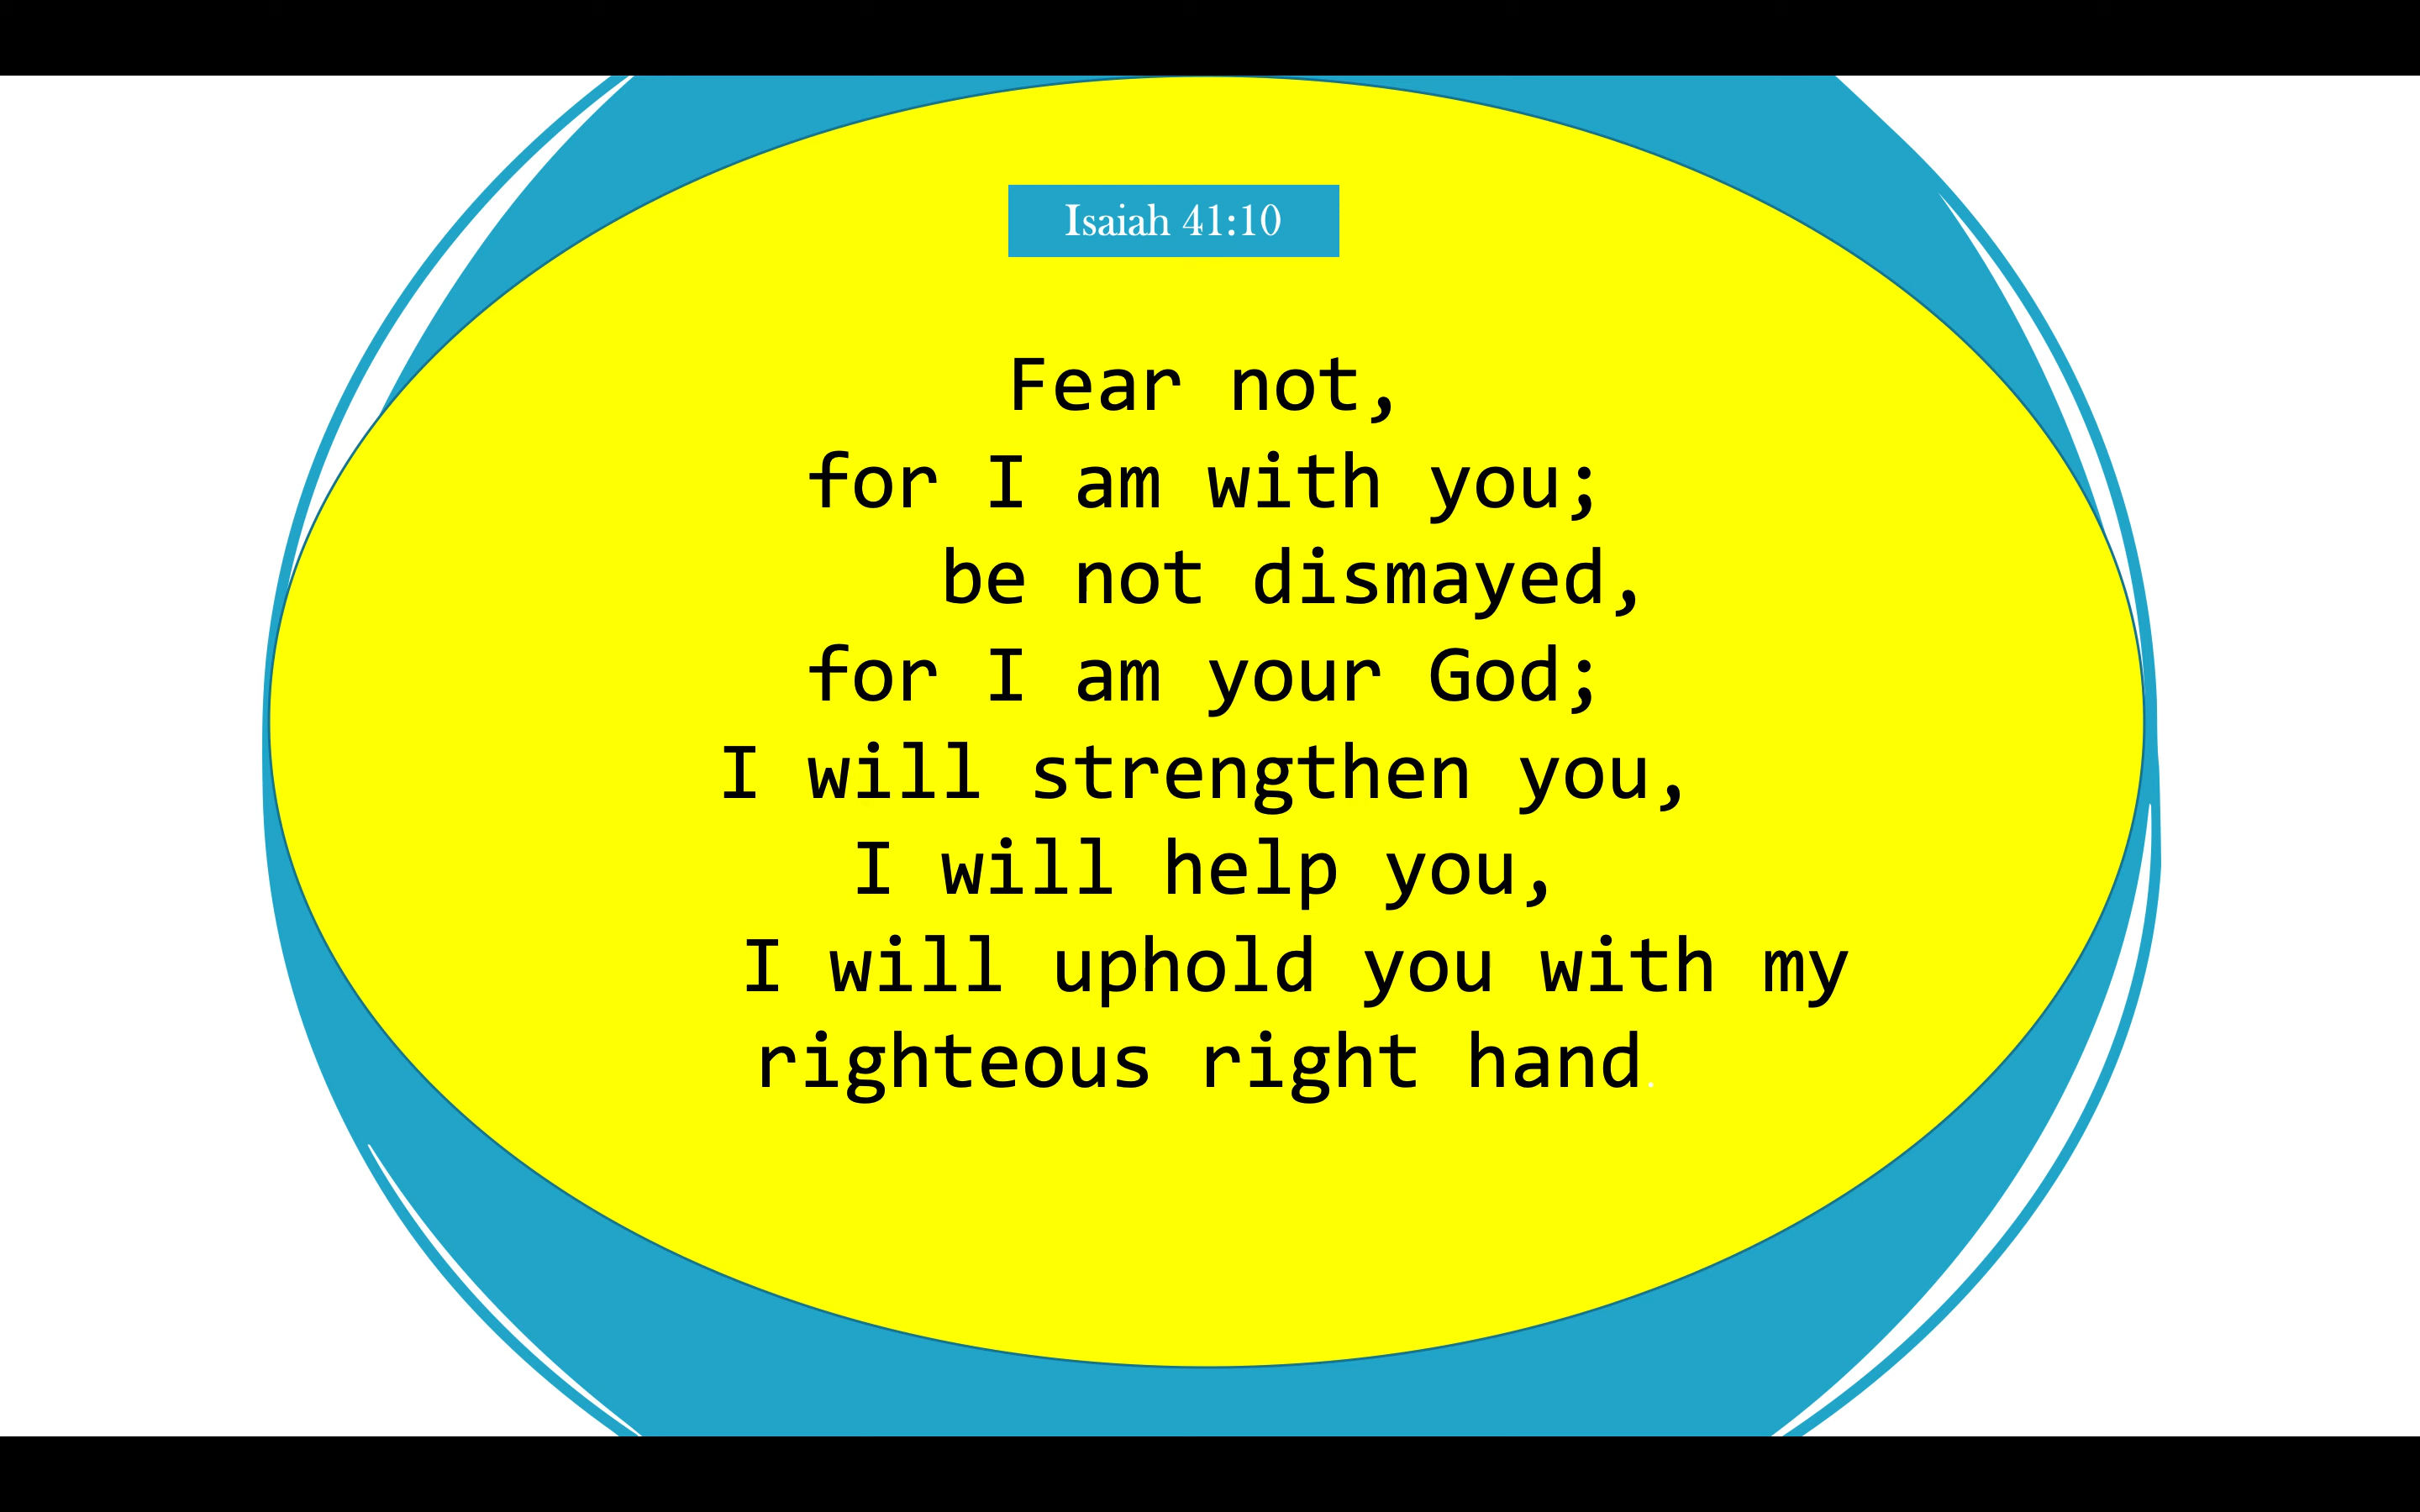 Isaiah 41:10
Fear not,
for I am with you;
be not dismayed,
for I am your God;
I will strengthen you,
I will help you,
I will uphold you with my
righteous right hand.